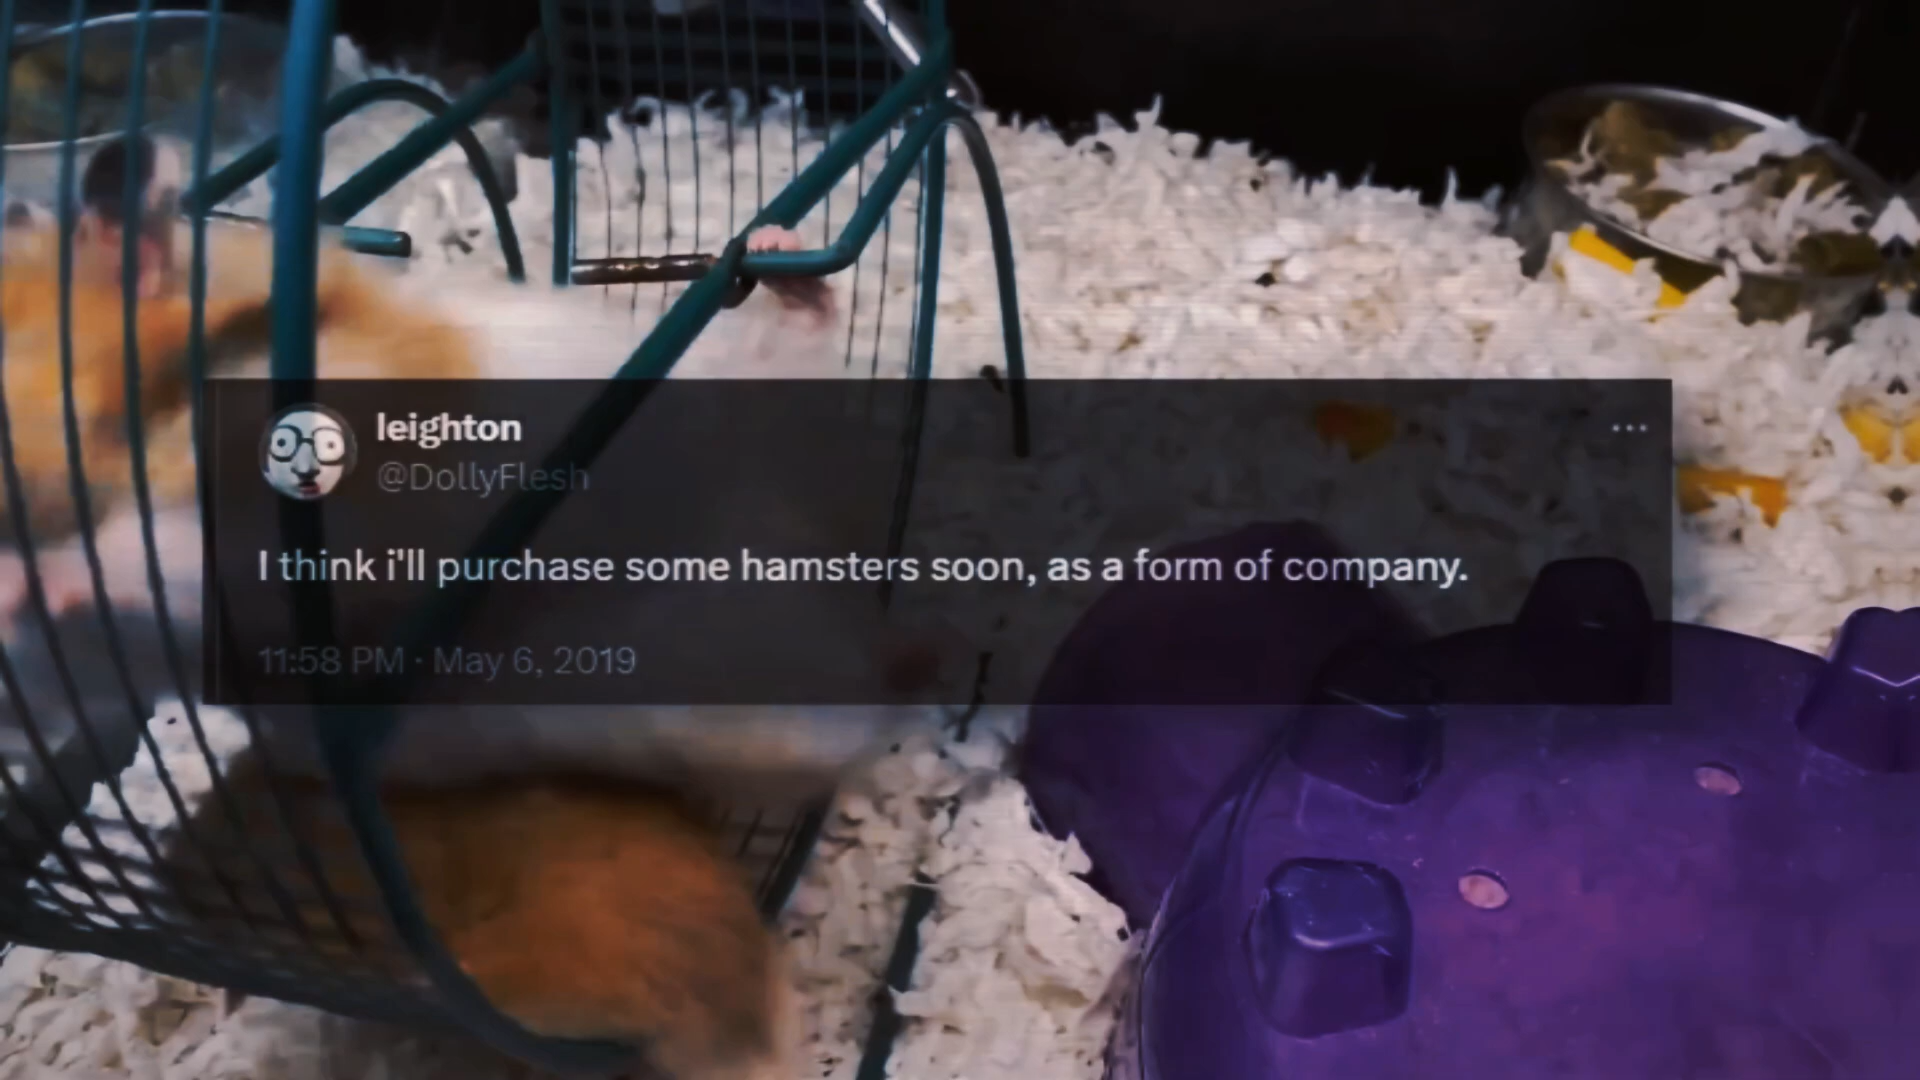 leighton
@DollyFlesh
I think i'll purchase some hamsters soon, as a form of company.
11:58 PM · May 6, 2019